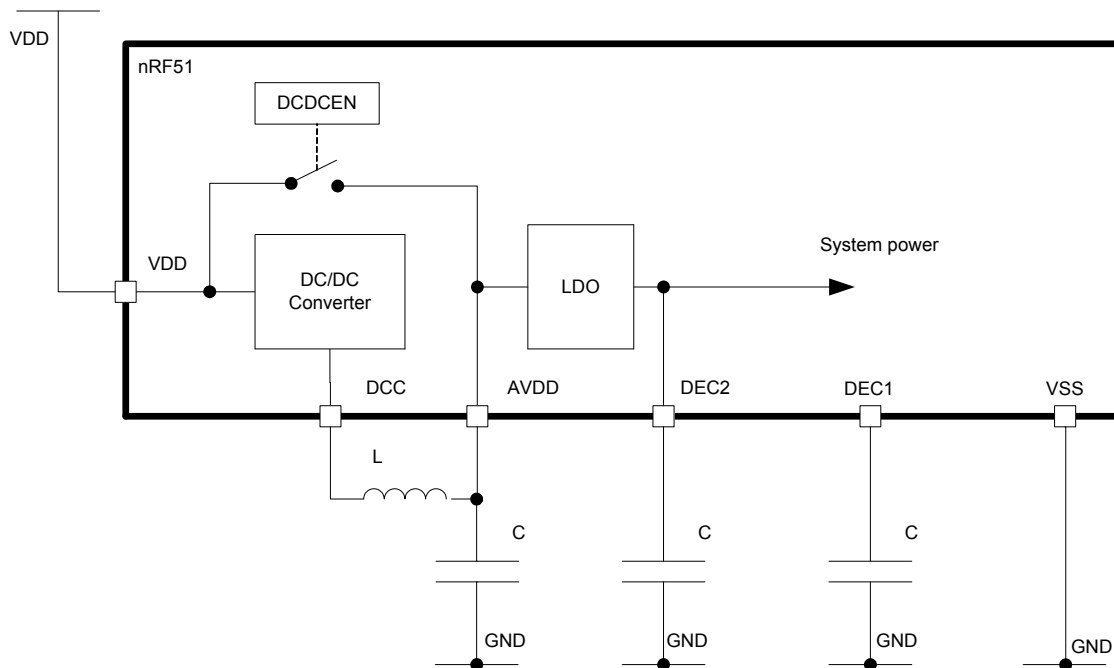 VDD
nRF51
DCDCEN
VDD
DC/DC
Converter
LDO
System power
DCC
AVDD
DEC2
DEC1
VSS
L
C
C
C
GND
GND
GND
GND